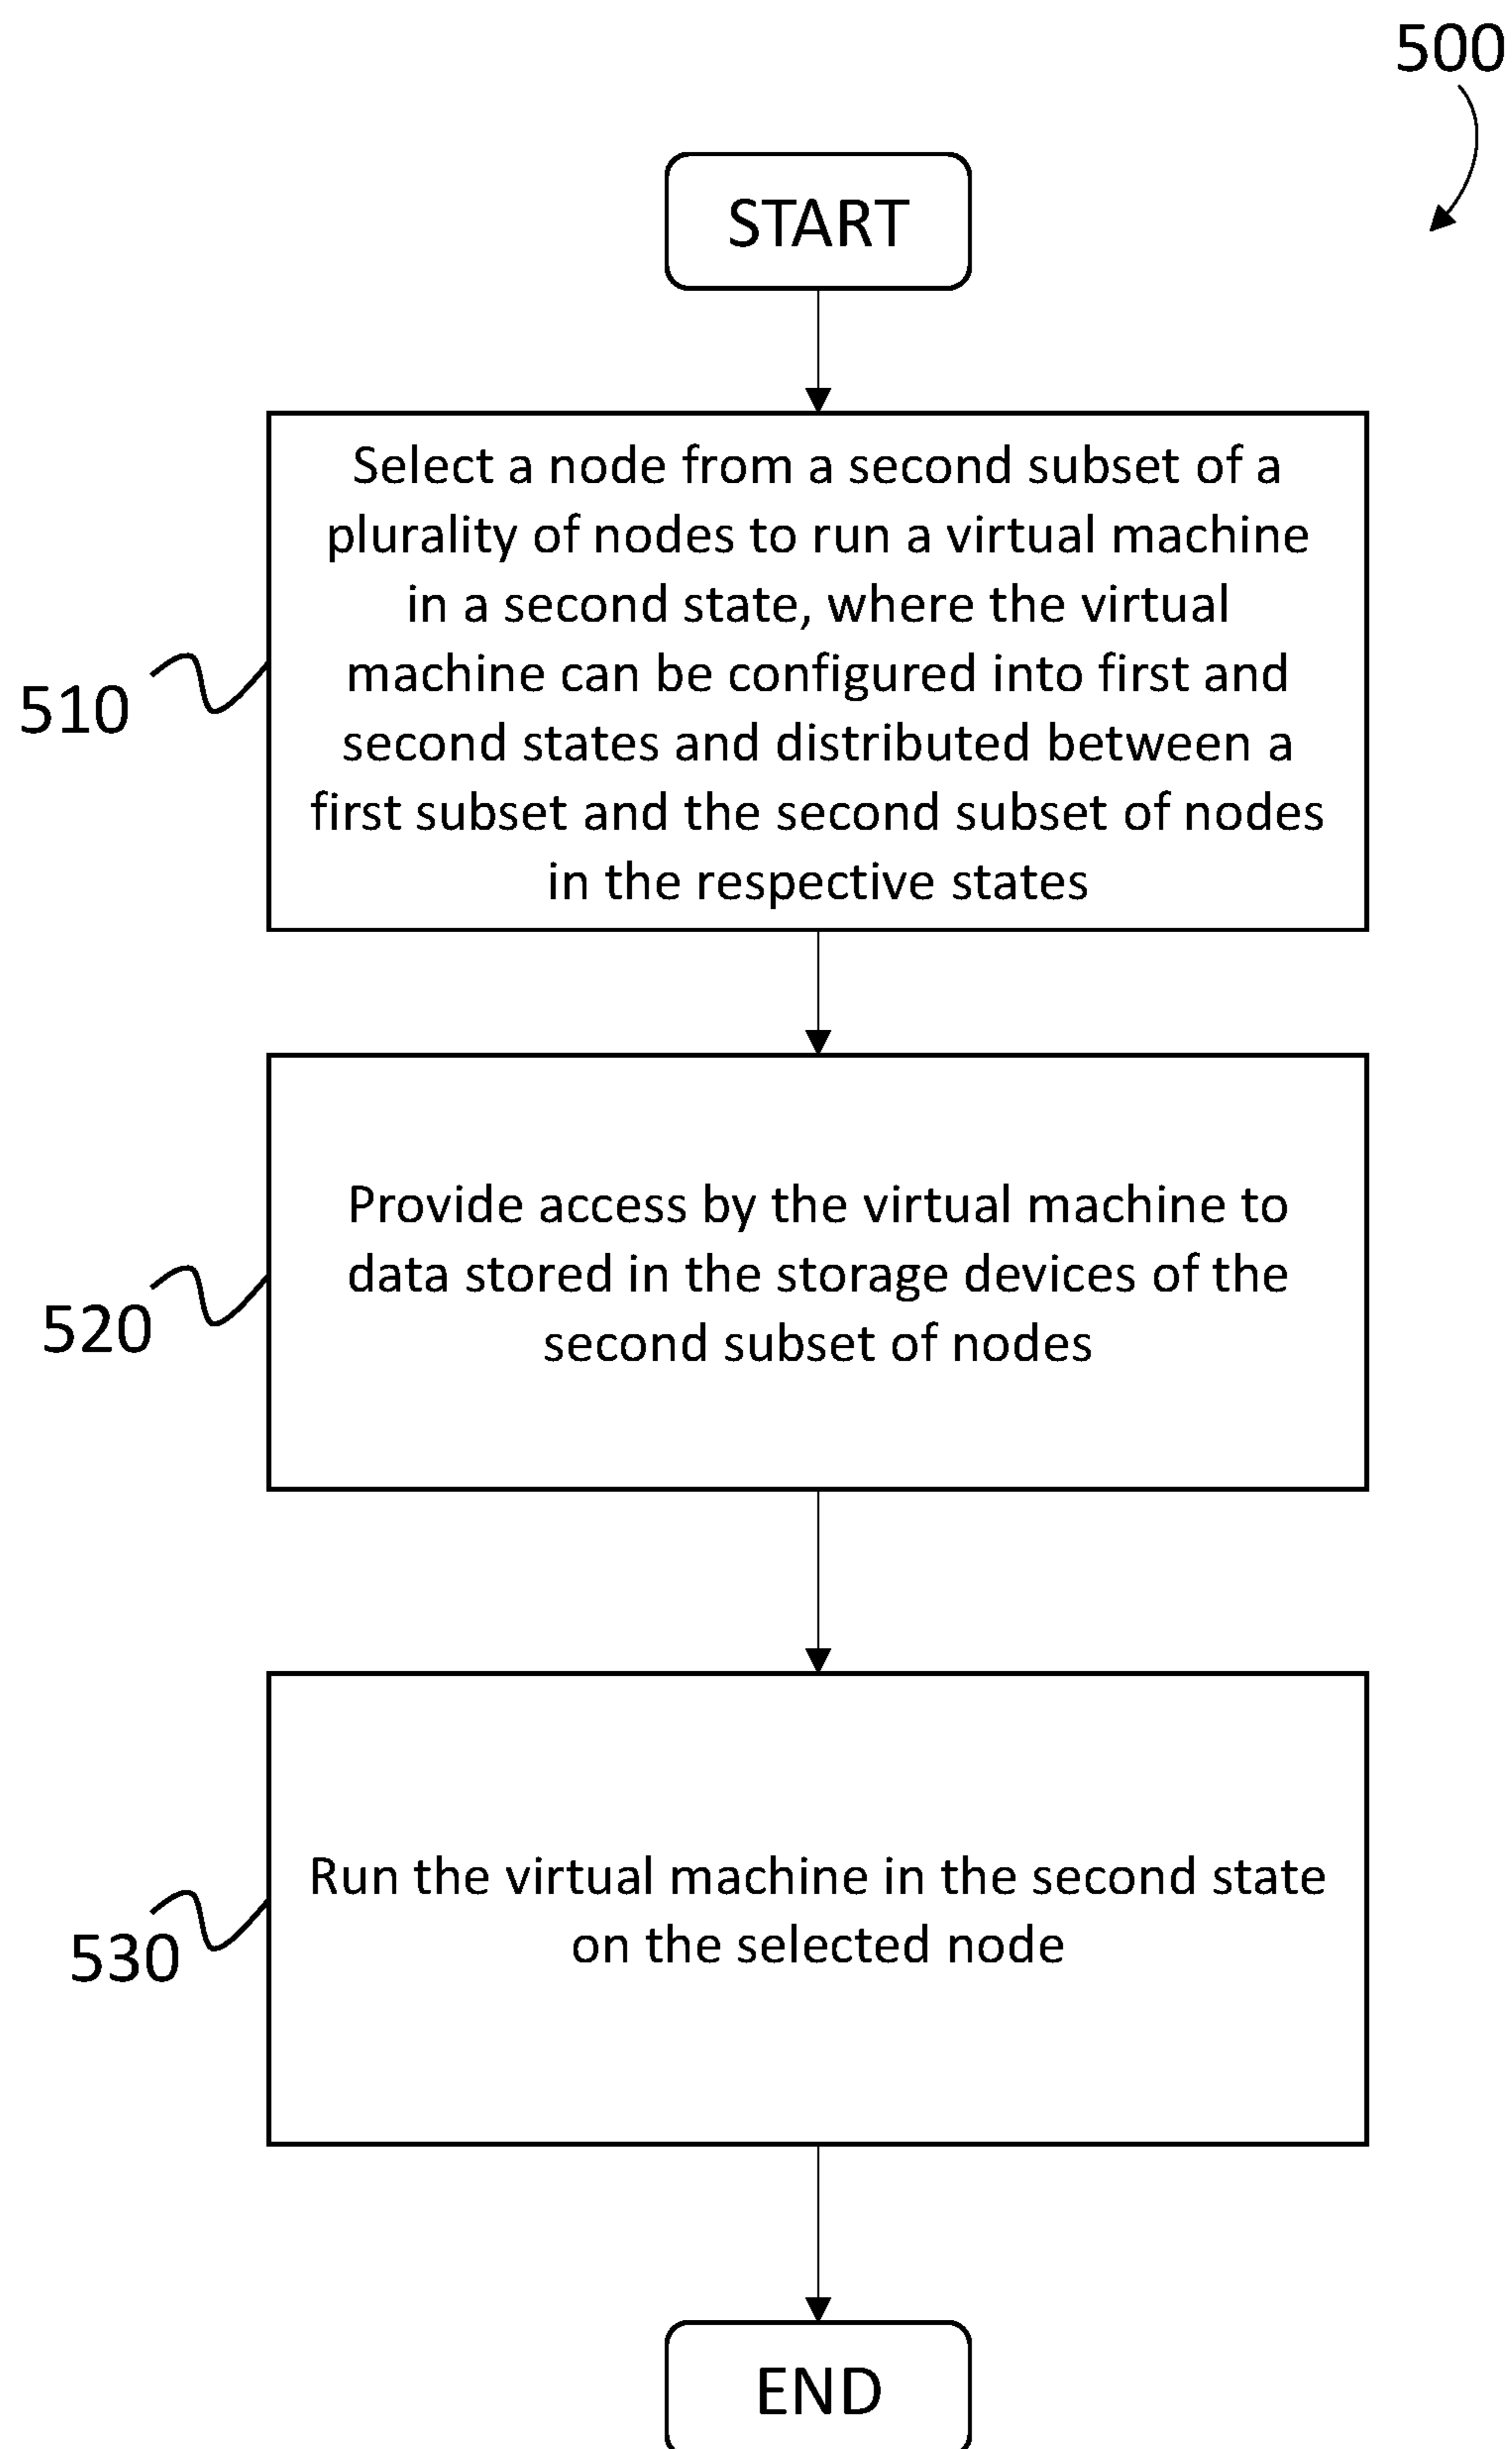 500
START
Select a node from a second subset of a
plurality of nodes to run a virtual machine
in a second state, where the virtual
machine can be configured into first and
second states and distributed between a
first subset and the second subset of nodes
in the respective states
510
Provide access by the virtual machine to
data stored in the storage devices of the
second subset of nodes
520
Run the virtual machine in the second state
on the selected node
530
END